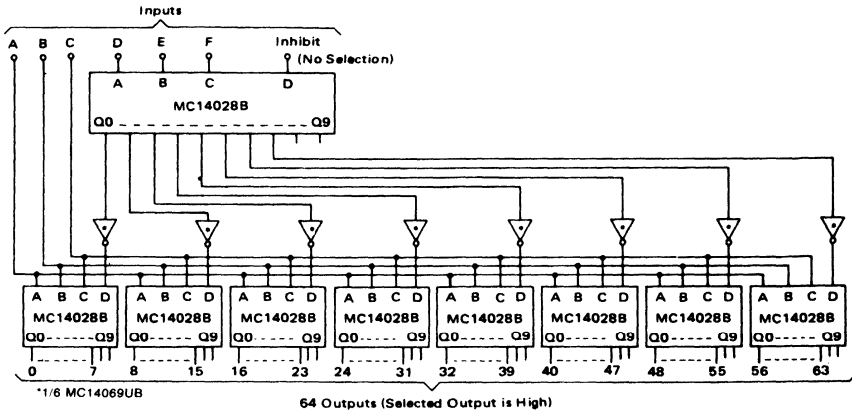 Inputs
A B C D E F Inhibit
(No Selection)
A B C D
MC14028B
Q0 Q9
* * * * * * * *
A B C D A B C D A B C D A B C D A B C D A B C D A B C D A B C D
MC14028B MC14028B MC14028B MC14028B MC14028B MC14028B MC14028B MC14028B
Q0 Q9 Q0 Q9 Q0 Q9 Q0 Q9 Q0 Q9 Q0 Q9 Q0 Q9 Q0 Q9
0 7 8 15 16 23 24 31 32 39 40 47 48 55 56 63
*1/6 MC14069UB
64 Outputs (Selected Output is High)